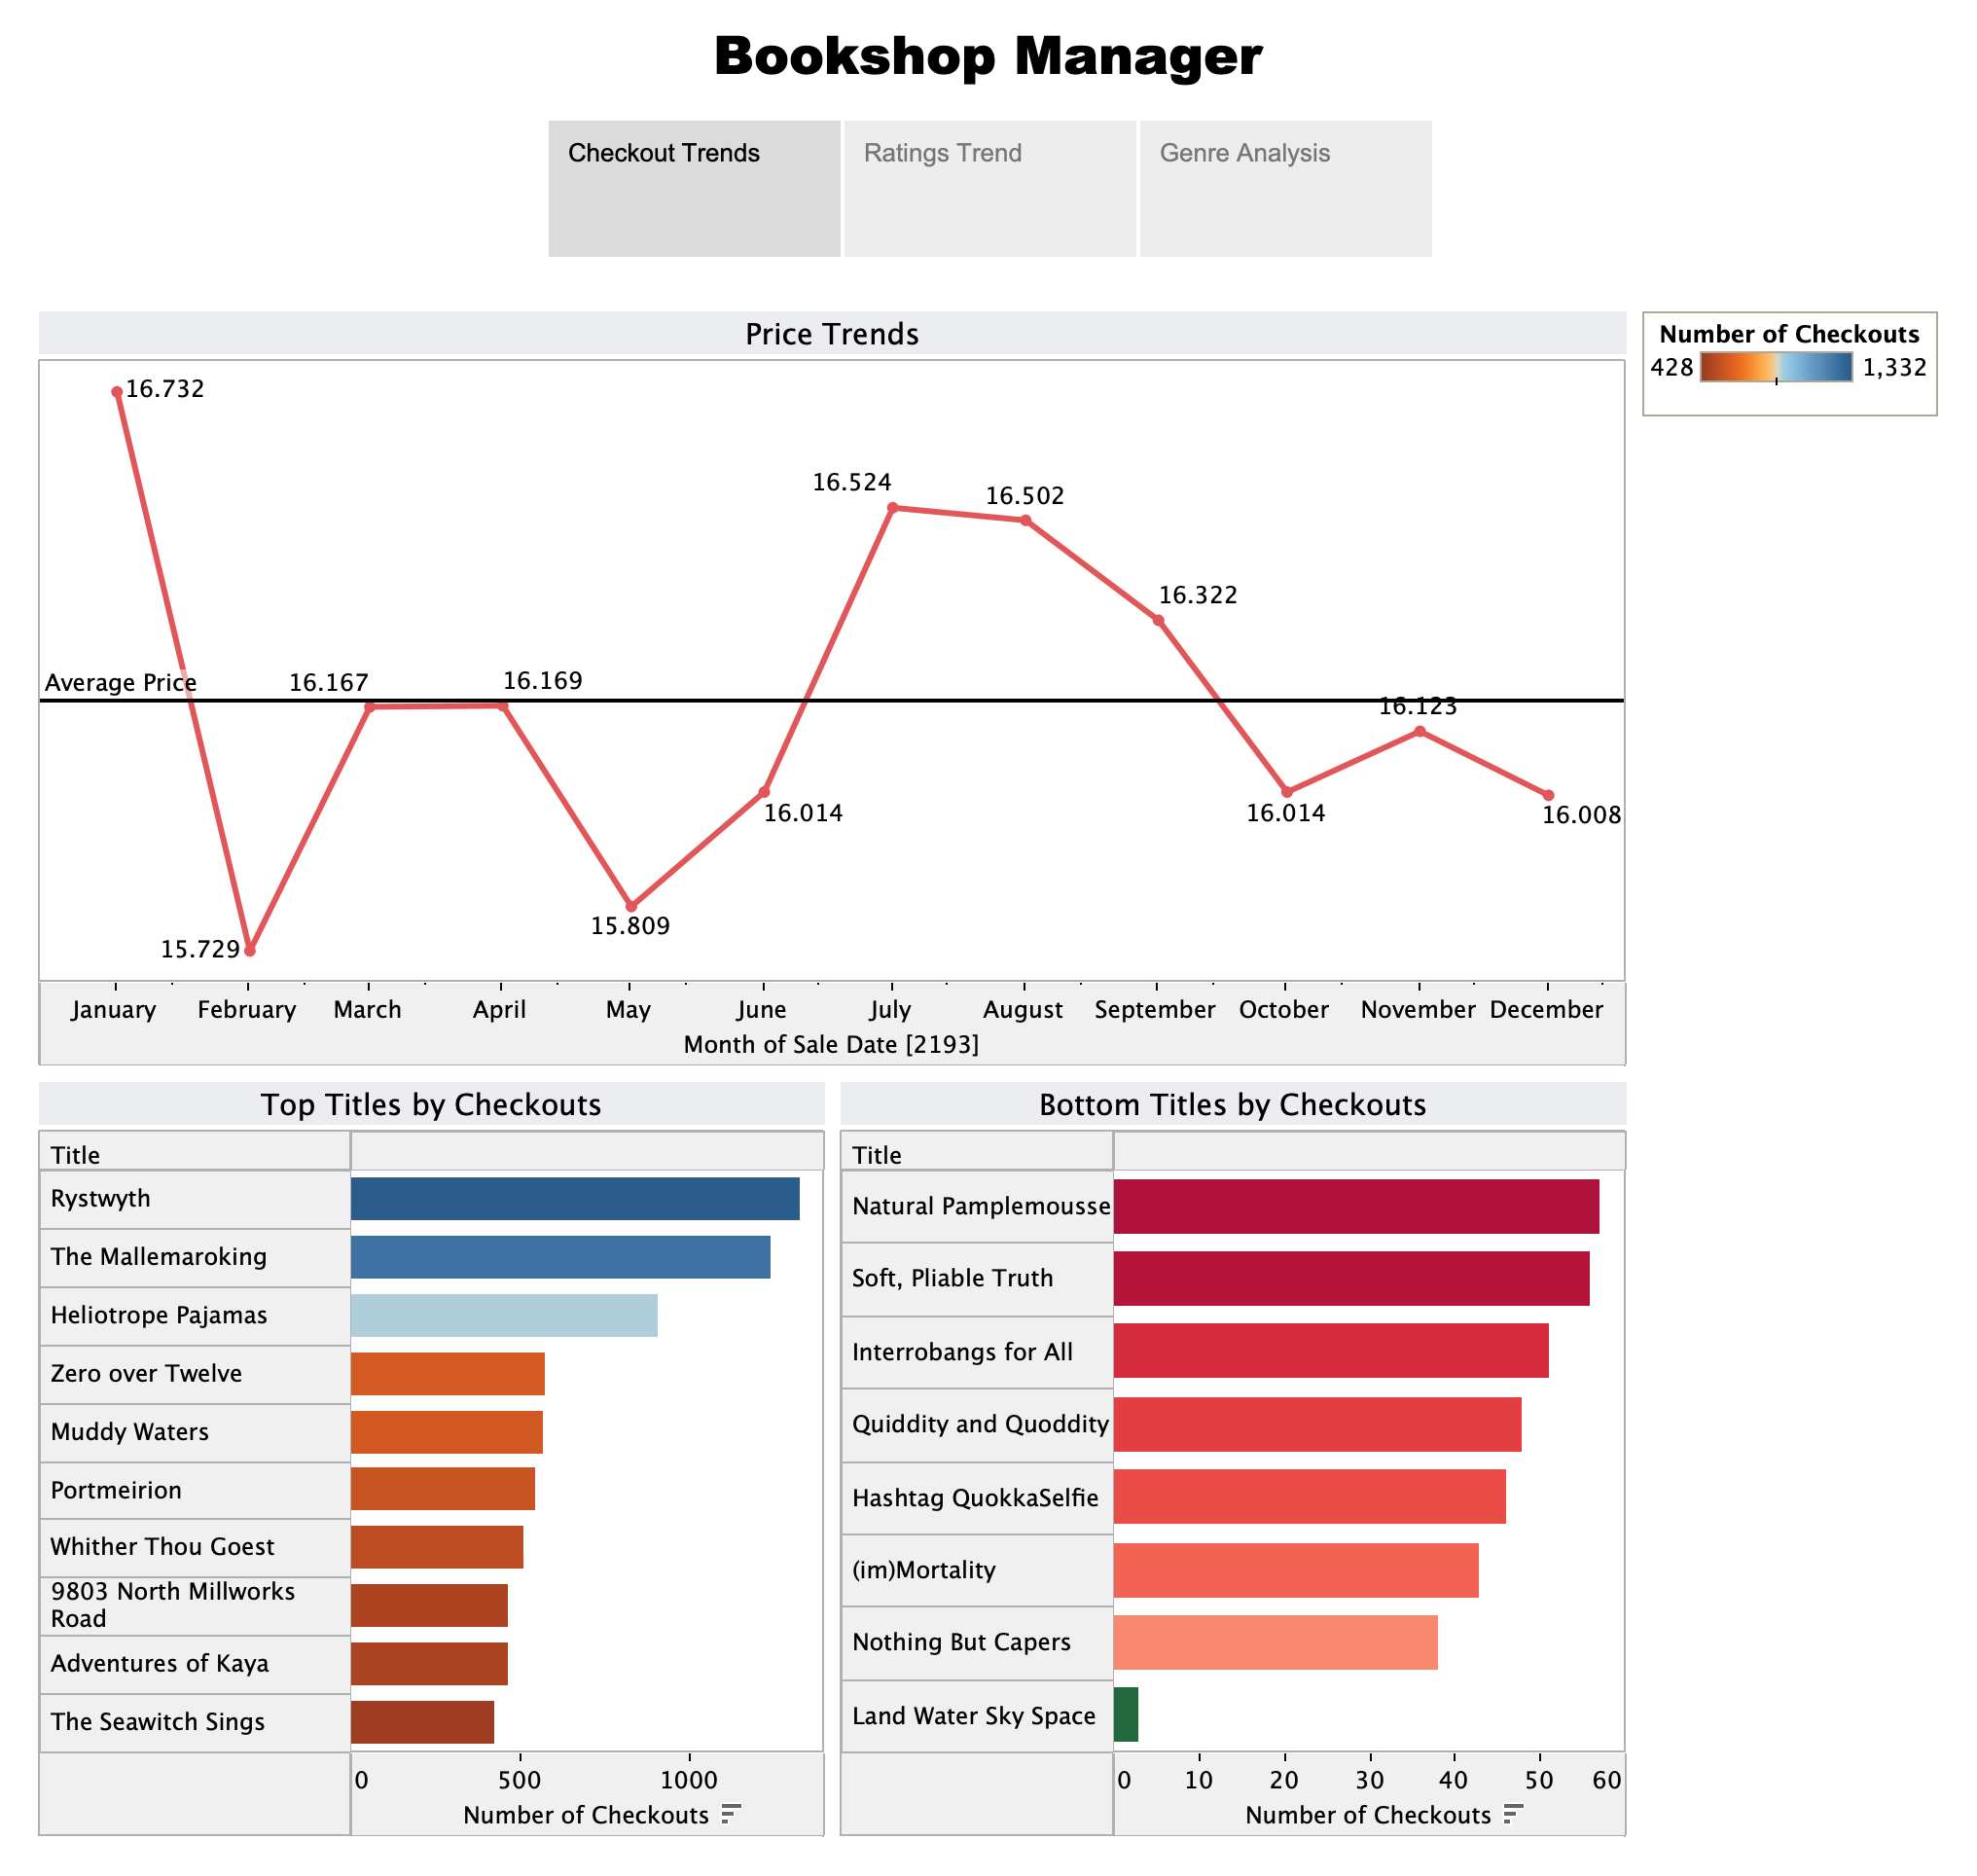 Bookshop Manager
Checkout Trends
Ratings Trend
Genre Analysis
Price Trends
Number of Checkouts
428
1,332
16.732
16.524
16.502
16.322
Average Price
16.167
16.169
16.123
16.014
16.014
16.008
15.809
15.729
January
February
March
April
May
June
July
August
September
October
November
December
Month of Sale Date [2193]
Top Titles by Checkouts
Title
Rystwyth
The Mallemaroking
Heliotrope Pajamas
Zero over Twelve
Muddy Waters
Portmeirion
Whither Thou Goest
9803 North Millworks
Road
Adventures of Kaya
The Seawitch Sings
0
500
1000
Number of Checkouts
Bottom Titles by Checkouts
Title
Natural Pamplemousse
Soft, Pliable Truth
Interrobangs for All
Quiddity and Quoddity
Hashtag QuokkaSelfie
(im)Mortality
Nothing But Capers
Land Water Sky Space
0
10
20
30
40
50
60
Number of Checkouts